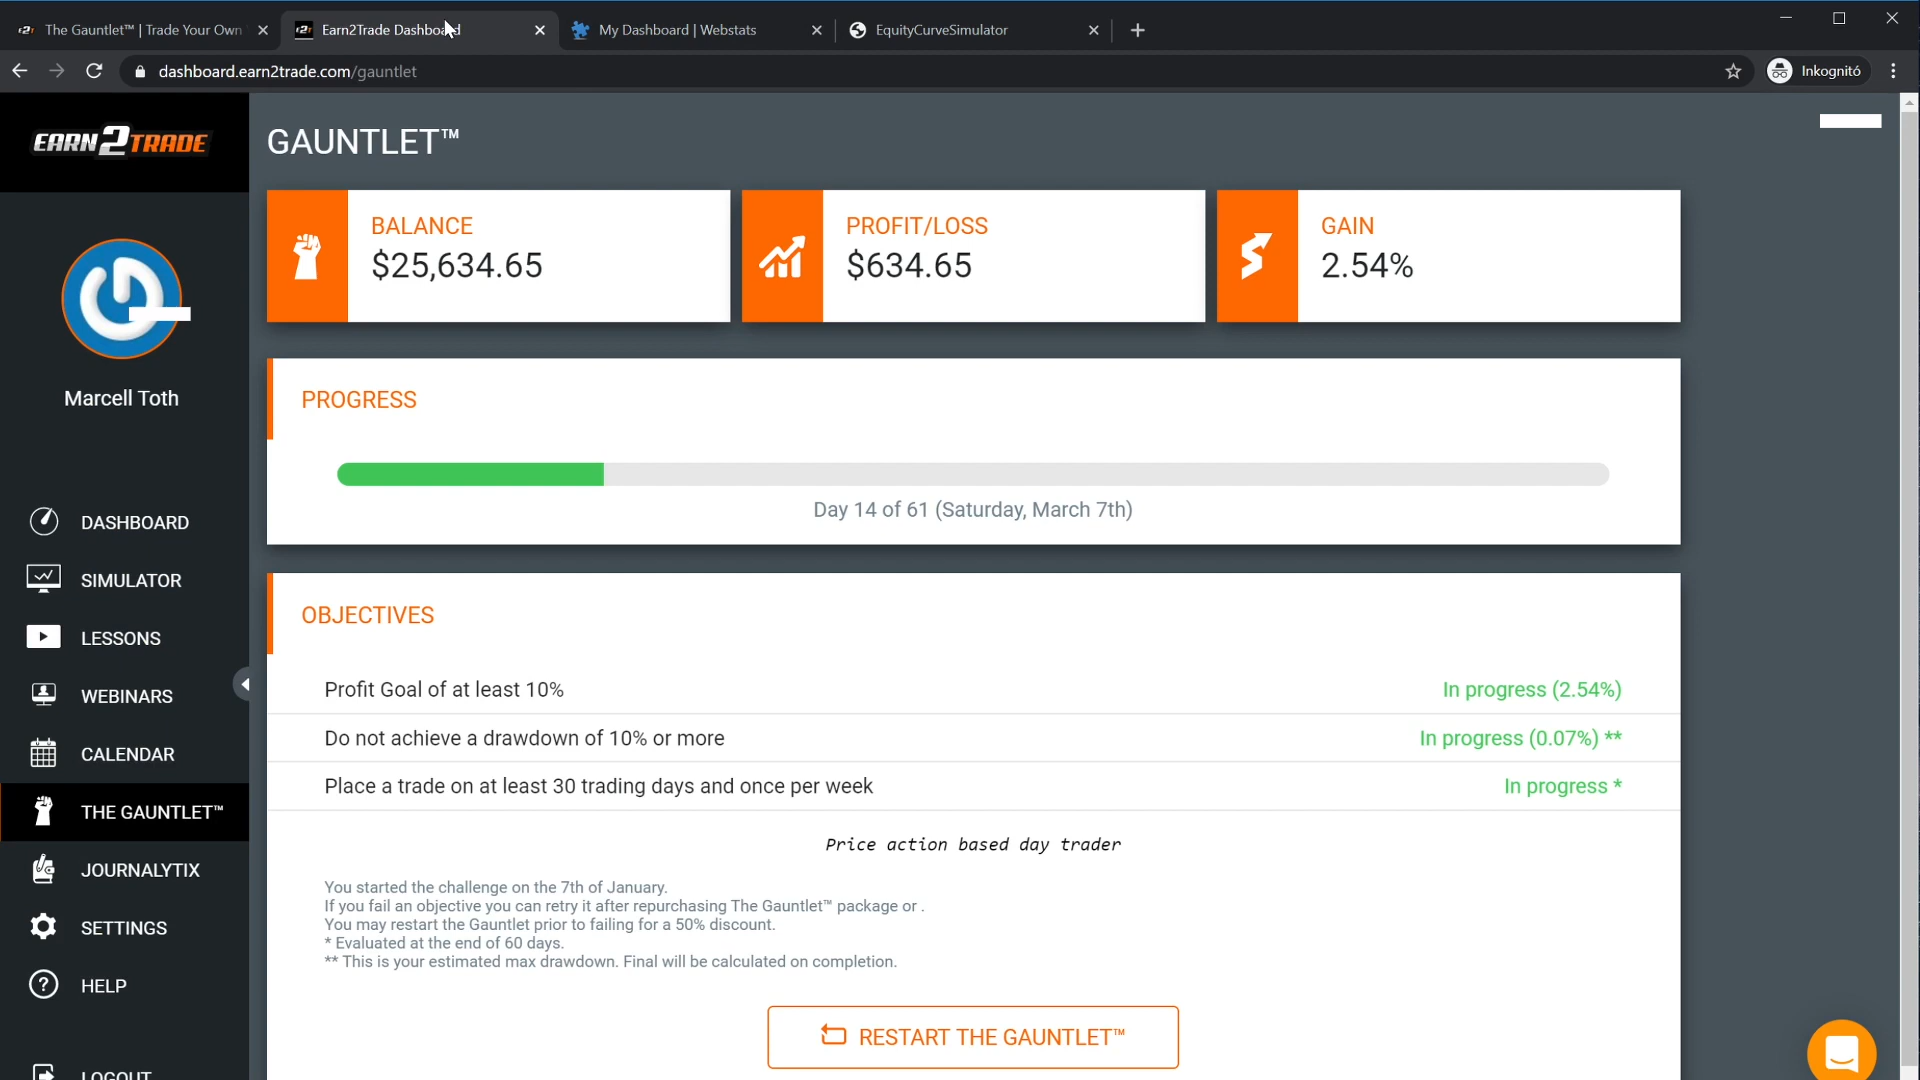 The Gauntlet™ | Trade Your Own
Earn2Trade Dashboard
My Dashboard | Webstats
EquityCurveSimulator
dashboard.earn2trade.com/gauntlet
Inkognitó
EARN2TRADE
Marcell Toth
DASHBOARD
SIMULATOR
LESSONS
WEBINARS
CALENDAR
THE GAUNTLET™
JOURNALYTIX
SETTINGS
HELP
LOGOUT
GAUNTLET™
BALANCE
$25,634.65
PROFIT/LOSS
$634.65
GAIN
2.54%
PROGRESS
Day 14 of 61 (Saturday, March 7th)
OBJECTIVES
Profit Goal of at least 10%
In progress (2.54%)
Do not achieve a drawdown of 10% or more
In progress (0.07%) **
Place a trade on at least 30 trading days and once per week
In progress *
Price action based day trader
You started the challenge on the 7th of January.
If you fail an objective you can retry it after repurchasing The Gauntlet™ package or .
You may restart the Gauntlet prior to failing for a 50% discount.
* Evaluated at the end of 60 days.
** This is your estimated max drawdown. Final will be calculated on completion.
RESTART THE GAUNTLET™